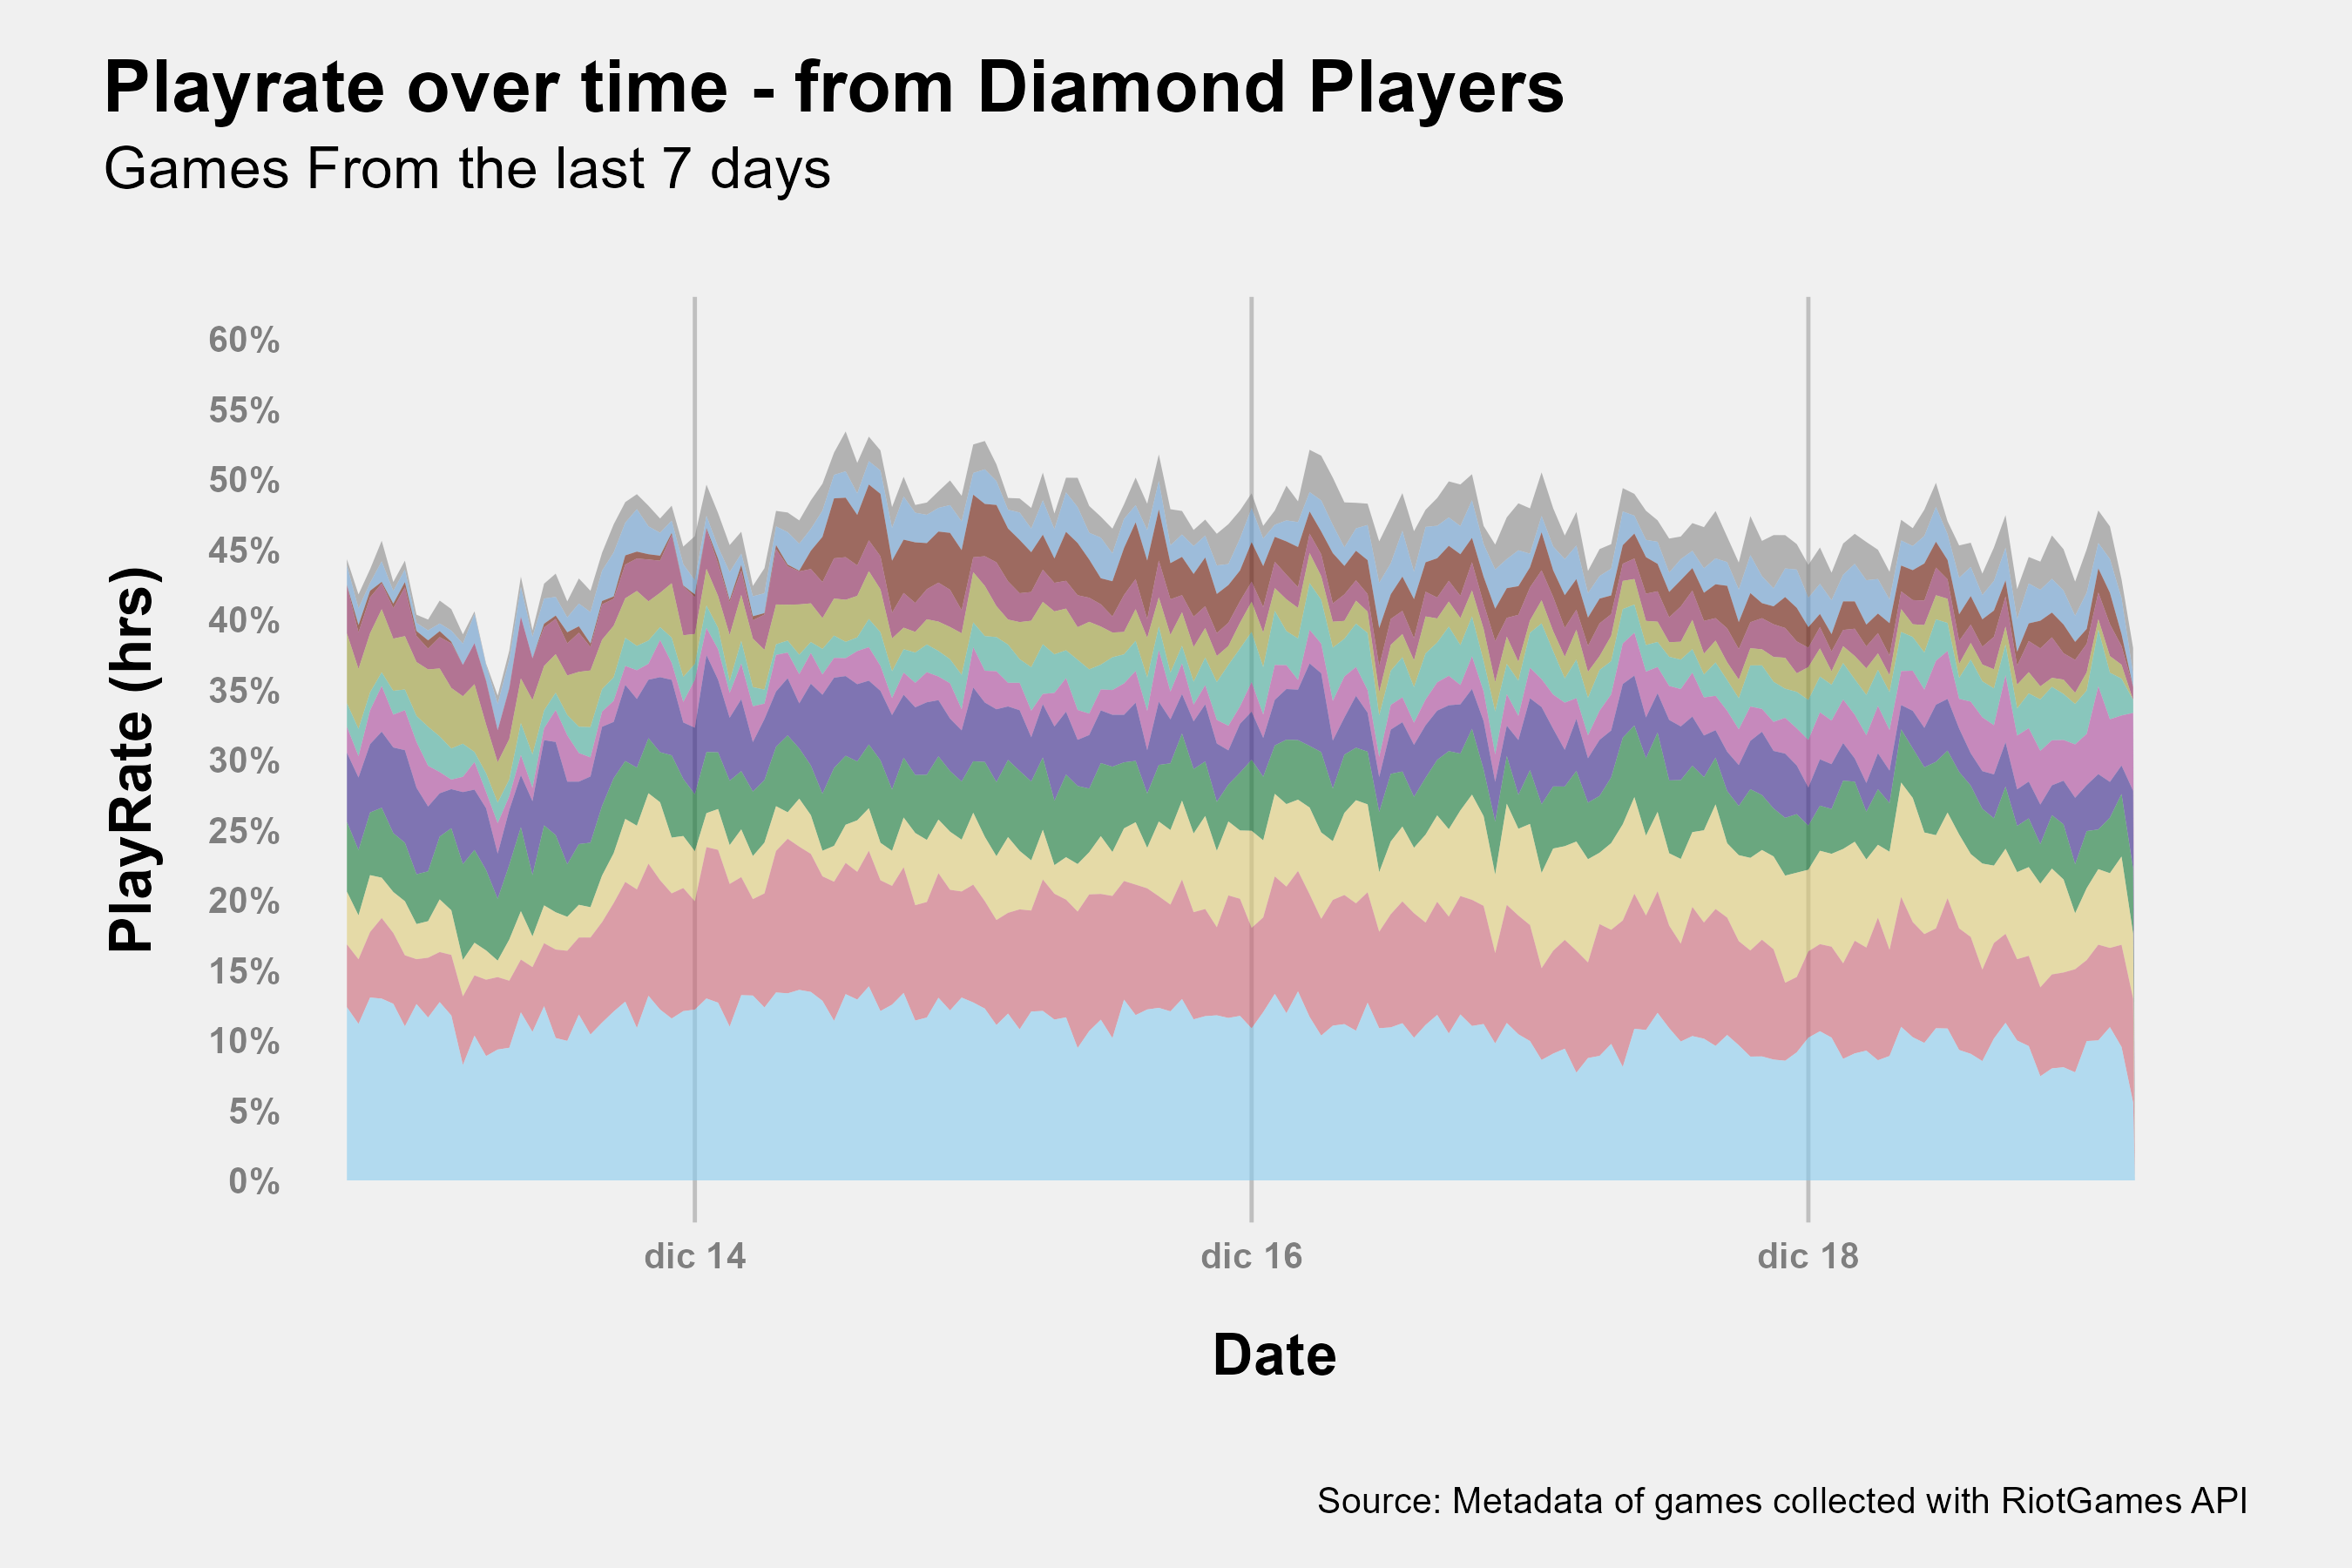 Playrate over time - from Diamond Players
Games From the last 7 days
PlayRate (hrs)
60%
55%
50%
45%
40%
35%
30%
25%
20%
15%
10%
5%
0%
dic 14
dic 16
dic 18
Date
Source: Metadata of games collected with RiotGames API